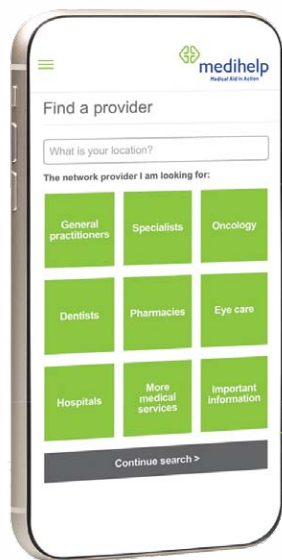 medihelp
Medical Aid in Action
Find a provider
What is your location?
The network provider I am looking for:
General
practitioners
Specialists
Oncology
Dentists
Pharmacies
Eye care
Hospitals
More
medical
services
Important
information
Continue search >